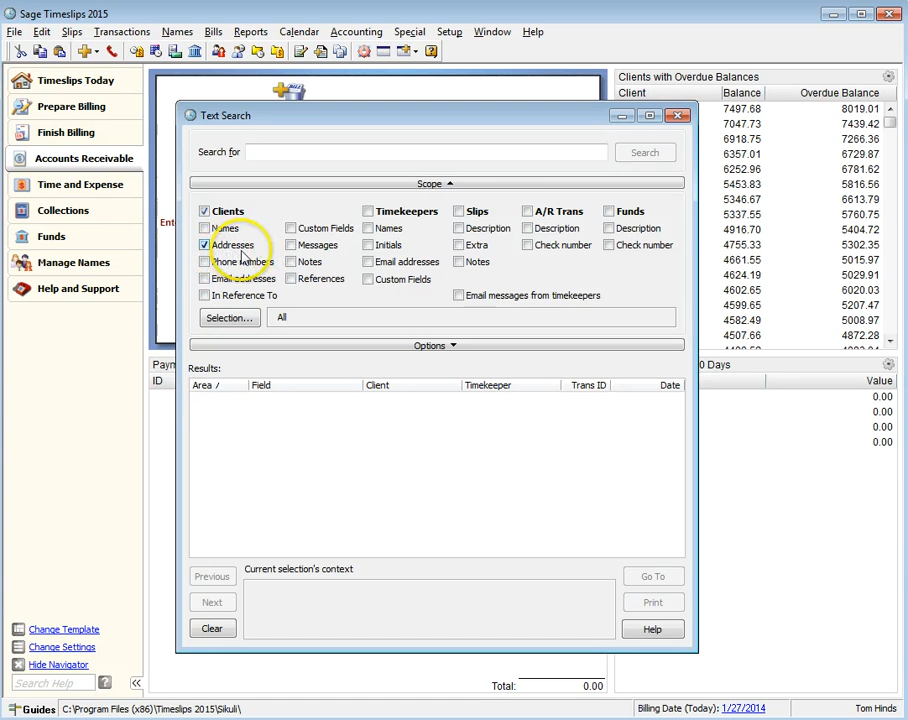 Sage Timeslips 2015
File Edit Slips Transactions Names Bills Reports Calendar Accounting Special Setup Window Help
Timeslips Today
Prepare Billing
Finish Billing
Accounts Receivable
Time and Expense
Collections
Funds
Manage Names
Help and Support
Change Template
Change Settings
Hide Navigator
Search Help
Text Search
Search for
Search
Scope
Clients Timekeepers Slips A/R Trans Funds
Names Custom Fields Names Description Description Description
Addresses Messages Initials Extra Check number Check number
Phone Numbers Notes Email addresses Notes
Email addresses References Custom Fields
In Reference To Email messages from timekeepers
Selection... All
Options
Results:
Area / Field Client Timekeeper Trans ID Date
Previous
Next
Clear
Current selection's context
Go To
Print
Help
Clients with Overdue Balances
Client Balance Overdue Balance
7497.68 8019.01
7047.73 7439.42
6918.75 7266.36
6357.01 6729.87
6252.96 6781.62
5453.83 5816.56
5346.67 6613.79
5337.55 5760.75
4916.70 5404.72
4755.33 5302.35
4624.19 5029.91
4602.65 6020.03
4599.65 5207.47
4582.49 5008.97
4507.66 4872.28
Ente
Paym
ID
0 Days
Value
0.00
0.00
0.00
0.00
Total: 0.00
Guides C:\Program Files (x86)\Timeslips 2015\Sikuli\ Billing Date (Today): 1/27/2014 Tom Hinds